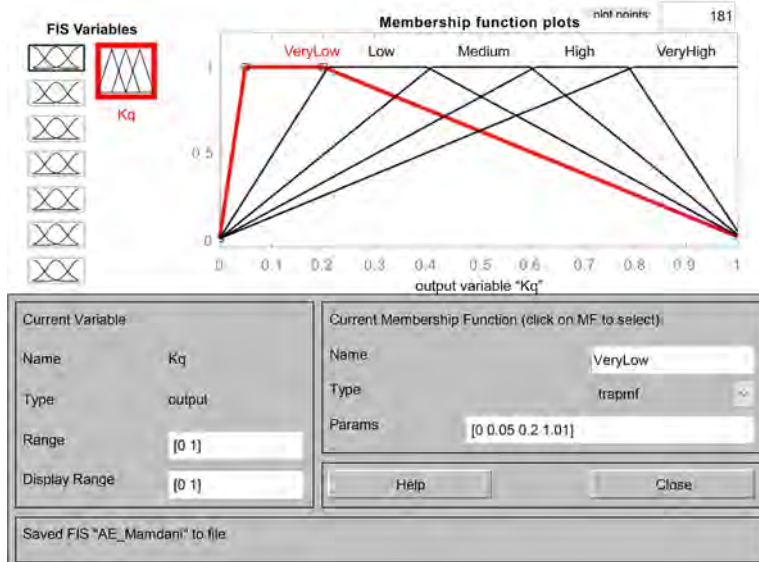 FIS Variables
Membership function plots
plot points:
181
VeryLow
Low
Medium
High
VeryHigh
Kq
1
0.5
0
0
0.1
0.2
0.3
0.4
0.5
0.6
0.7
0.8
0.9
1
output variable "Kq"
Current Variable
Name
Kq
Type
output
Range
[0 1]
Display Range
[0 1]
Current Membership Function (click on MF to select)
Name
VeryLow
Type
trapmf
Params
[0 0.05 0.2 1.01]
Help
Close
Saved FIS "AE_Mamdani" to file